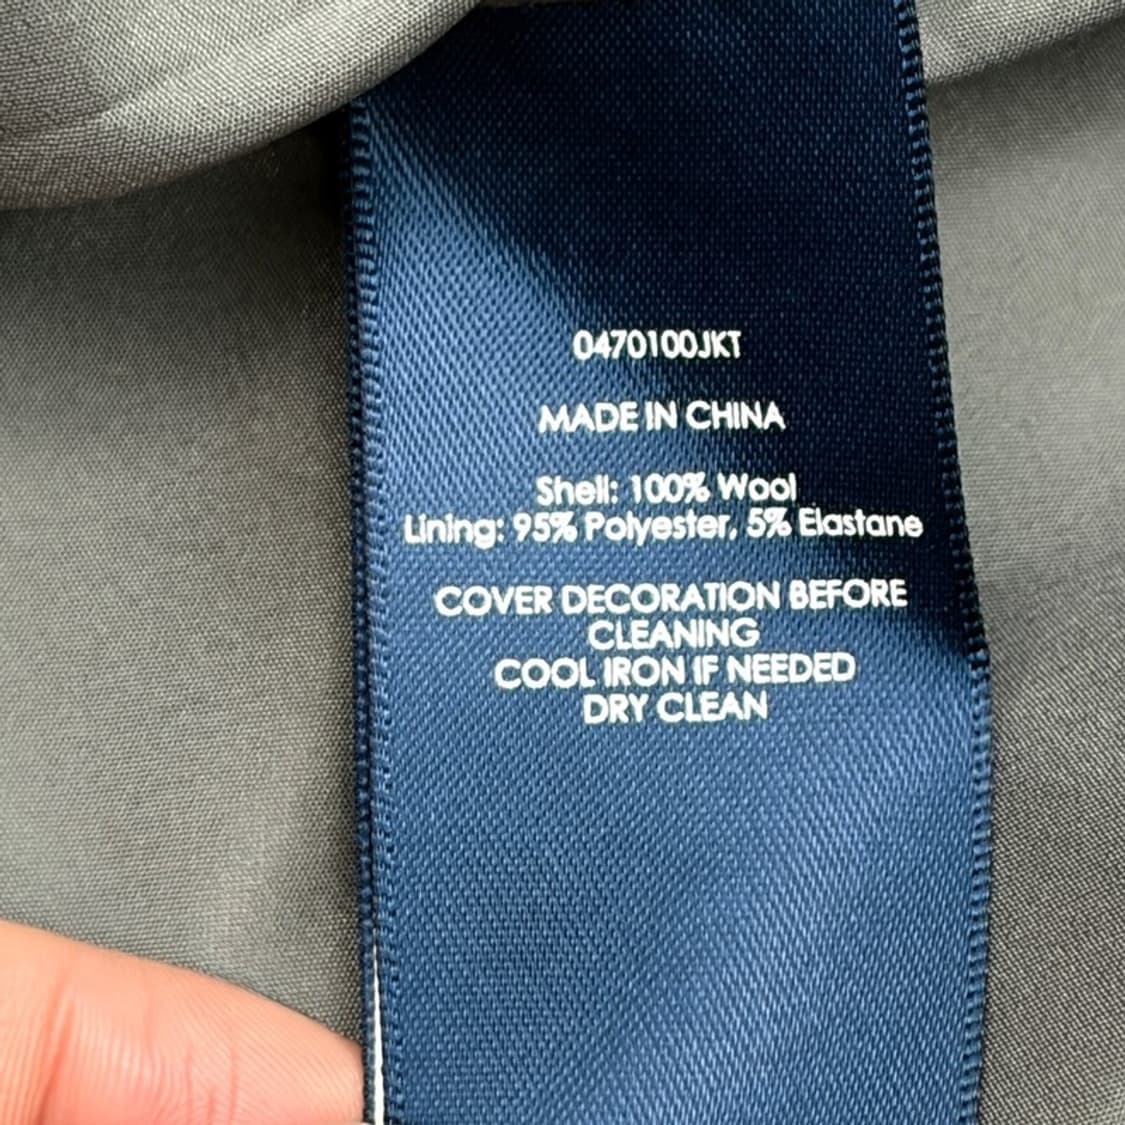 0470100JKT
MADE IN CHINA
Shell: 100% Wool
Lining: 95% Polyester, 5% Elastane
COVER DECORATION BEFORE
CLEANING
COOL IRON IF NEEDED
DRY CLEAN